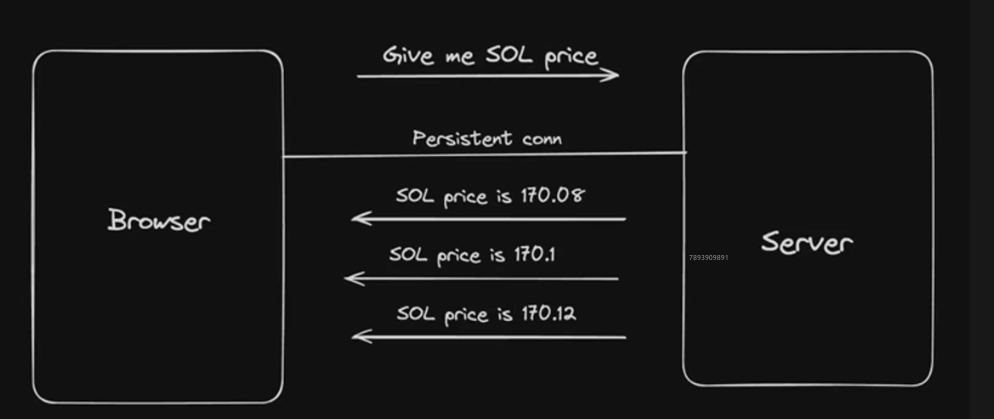 Give me SOL price
Persistent conn
SOL price is 170.08
Browser
Server
SOL price is 170.1
7893909891
SOL price is 170.12